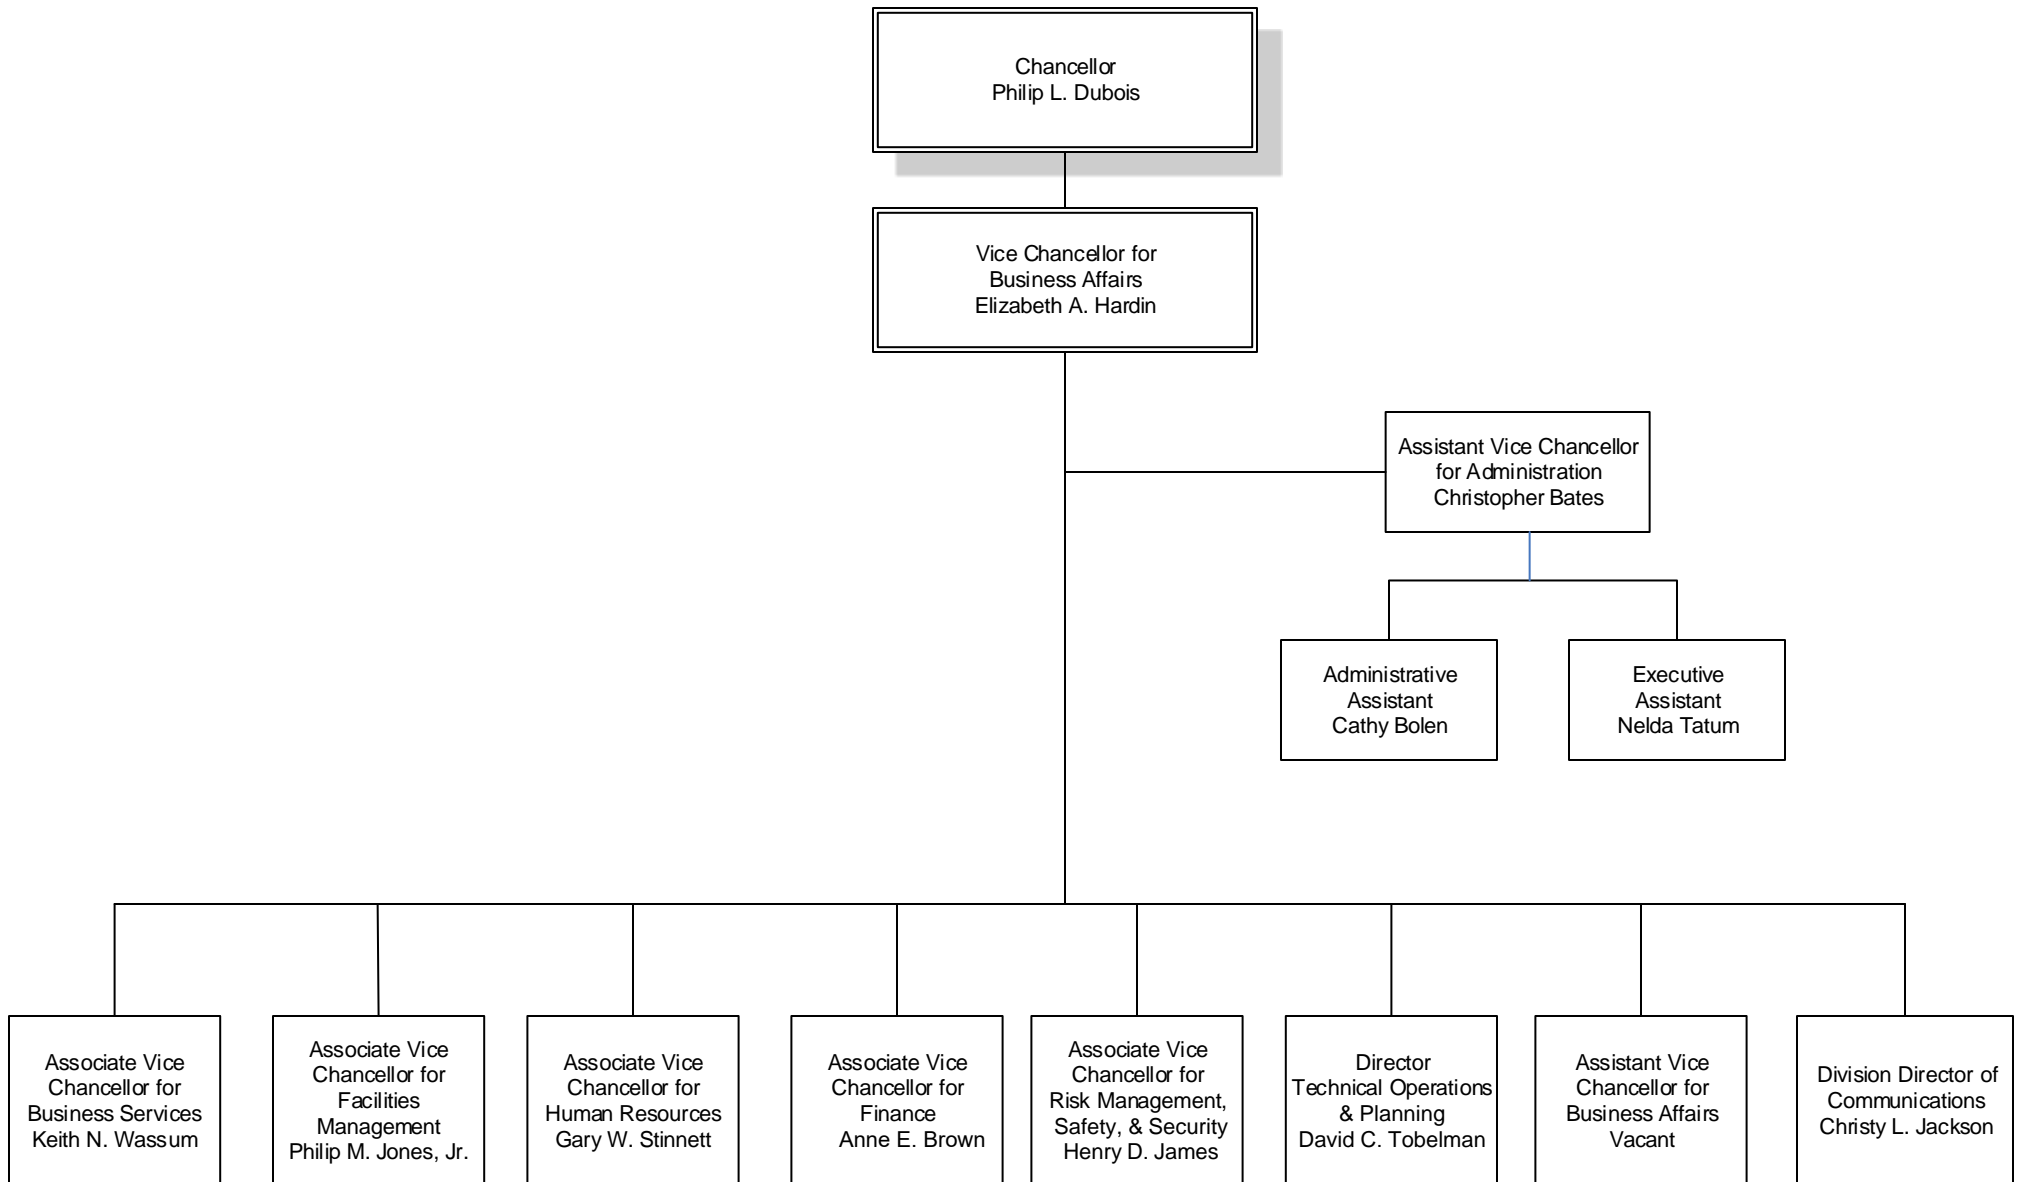 Chancellor
Philip L. Dubois
Vice Chancellor for
Business Affairs
Elizabeth A. Hardin
Assistant Vice Chancellor
for Administration
Christopher Bates
Administrative
Assistant
Cathy Bolen
Executive
Assistant
Nelda Tatum
Associate Vice
Chancellor for
Business Services
Keith N. Wassum
Associate Vice
Chancellor for
Facilities
Management
Philip M. Jones, Jr.
Associate Vice
Chancellor for
Human Resources
Gary W. Stinnett
Associate Vice
Chancellor for
Finance
Anne E. Brown
Associate Vice
Chancellor for
Risk Management,
Safety, & Security
Henry D. James
Director
Technical Operations
& Planning
David C. Tobelman
Assistant Vice
Chancellor for
Business Affairs
Vacant
Division Director of
Communications
Christy L. Jackson